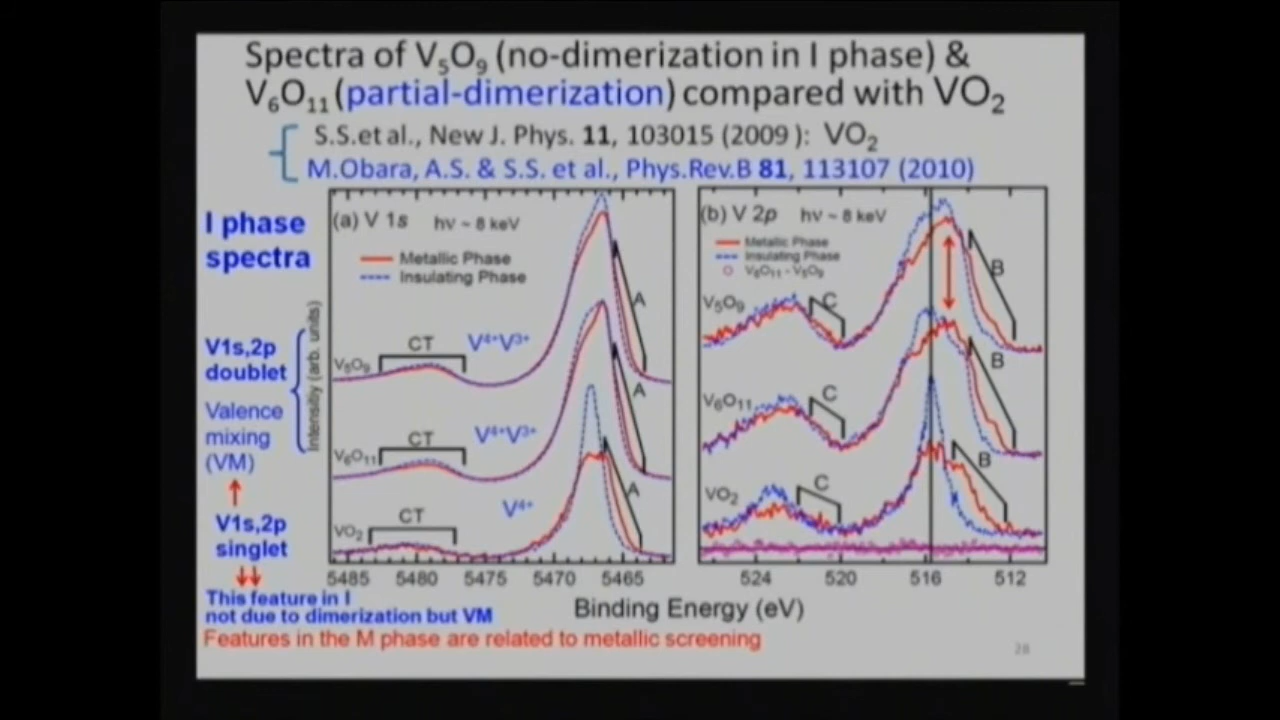 Spectra of V₅O₉ (no-dimerization in I phase) &
V₆O₁₁ (partial-dimerization) compared with VO₂
S.S.et al., New J. Phys. 11, 103015 (2009 ): VO₂
M.Obara, A.S. & S.S. et al., Phys.Rev.B 81, 113107 (2010)
I phase
spectra
V1s,2p
doublet
Valence
mixing
(VM)
V1s,2p
singlet
This feature in I
not due to dimerization but VM
Features in the M phase are related to metallic screening
Intensitiy (arb. units)
(a) V 1s hν ~ 8 keV
Metallic Phase
Insulating Phase
A
CT
V⁴⁺V³⁺
V₅O₉
A
CT
V⁴⁺V³⁺
V₆O₁₁
A
CT
V⁴⁺
VO₂
5485 5480 5475 5470 5465
(b) V 2p hν ~ 8 keV
Metallic Phase
Insulating Phase
V₆O₁₁ - V₅O₉
B
V₅O₉
C
B
V₆O₁₁
C
B
VO₂
C
524 520 516 512
Binding Energy (eV)
28